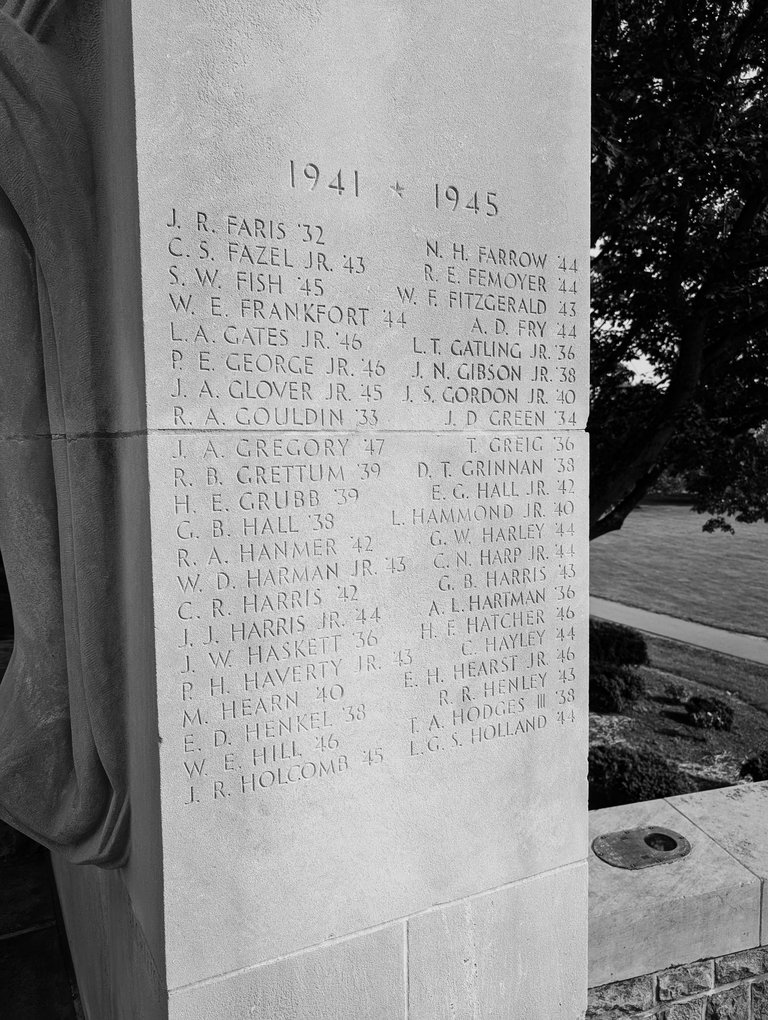 1941 ★ 1945
J. R. FARIS '32
C. S. FAZEL JR. '43
S. W. FISH '45
W. E. FRANKFORT '44
L. A. GATES JR. '46
P. E. GEORGE JR. '46
J. A. GLOVER JR. '45
R. A. GOULDIN '33
J. A. GREGORY '47
R. B. GRETTUM '39
H. E. GRUBB '39
G. B. HALL '38
R. A. HANMER '42
W. D. HARMAN JR. '43
C. R. HARRIS '42
J. J. HARRIS JR. '44
J. W. HASKETT '36
P. H. HAVERTY JR. '43
M. HEARN '40
E. D. HENKEL '38
W. E. HILL '46
J. R. HOLCOMB '45
N. H. FARROW '44
R. E. FEMOYER '44
W. F. FITZGERALD '43
A. D. FRY '44
L. T. GATLING JR. '36
J. N. GIBSON JR. '38
J. S. GORDON JR. '40
J. D GREEN '34
T. GREIG '36
D. T. GRINNAN '38
E. G. HALL JR. '42
L. HAMMOND JR. '40
G. W. HARLEY '44
C. N. HARP JR. '44
G. B. HARRIS '43
A. L. HARTMAN '36
H. F. HATCHER '46
C. HAYLEY '44
E. H. HEARST JR. '46
R. R. HENLEY '43
T. A. HODGES III '38
L. G. S. HOLLAND '44